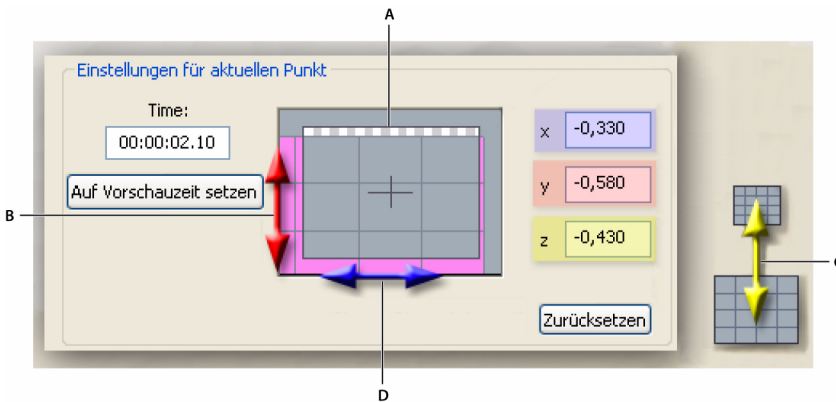 A
Einstellungen für aktuellen Punkt
Time:
00:00:02.10
Auf Vorschauzeit setzen
x -0,330
y -0,580
z -0,430
B
Zurücksetzen
D